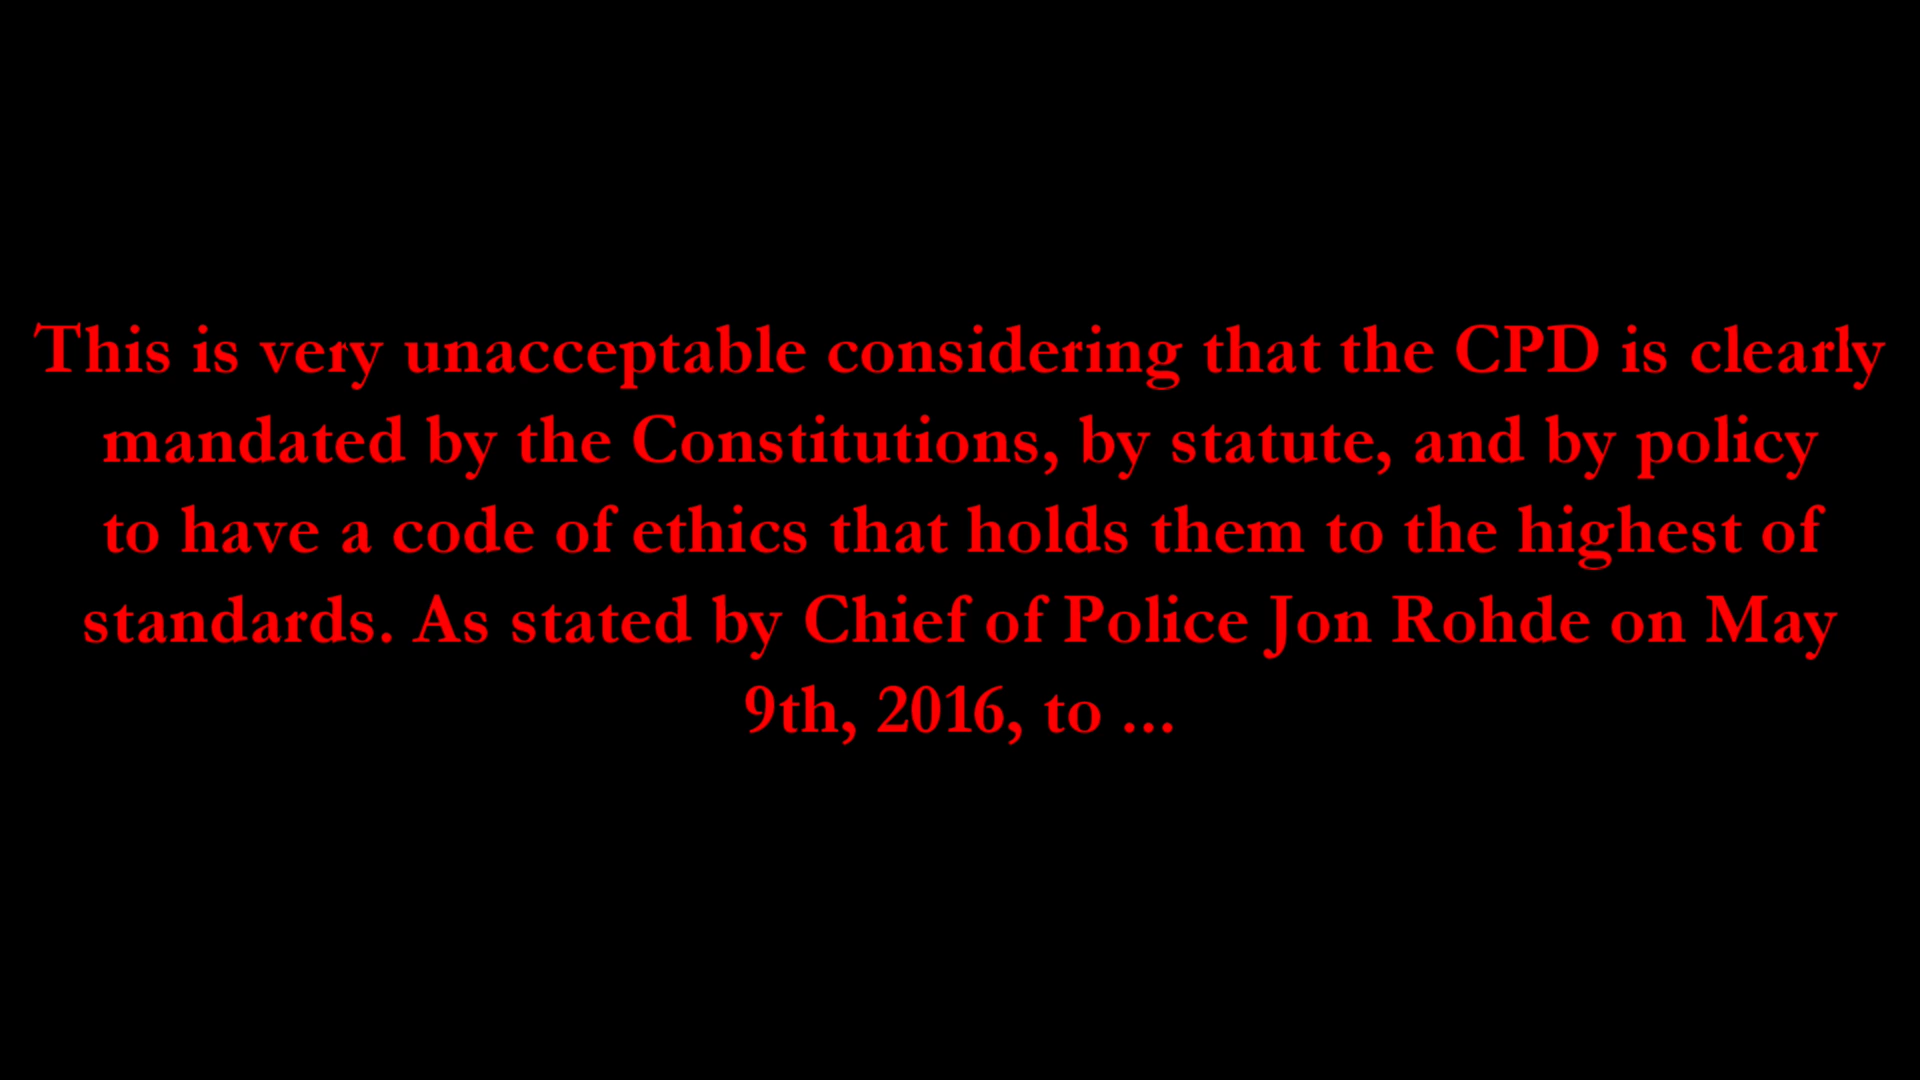 This is very unacceptable considering that the CPD is clearly
mandated by the Constitutions, by statute, and by policy
to have a code of ethics that holds them to the highest of
standards. As stated by Chief of Police Jon Rohde on May
9th, 2016, to ...